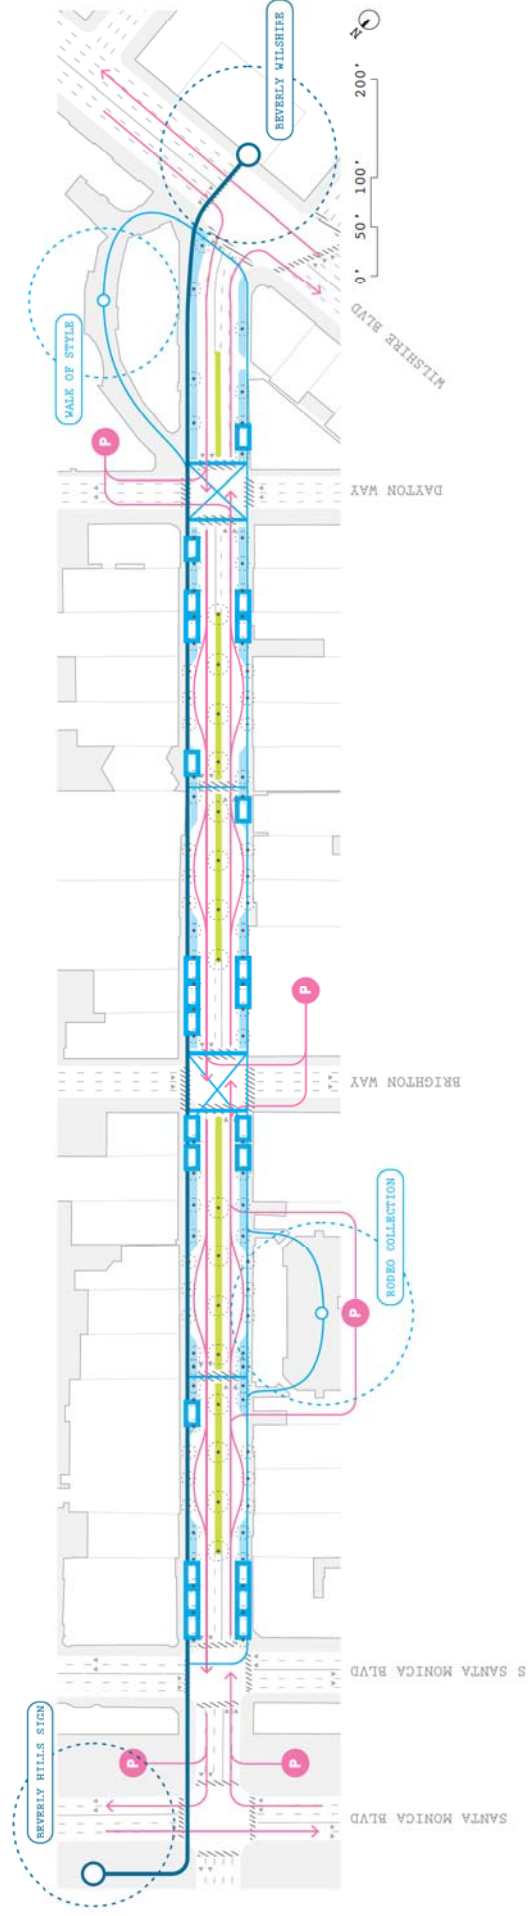 BEVERLY WILSHIRE
N
200'
100'
50'
0'
WILSHIRE BLVD
WALK OF STYLE
P
DAYTON WAY
P
BRIGHTON WAY
RODEO COLLECTION
P
S SANTA MONICA BLVD
BEVERLY HILLS SIGN
P
P
SANTA MONICA BLVD